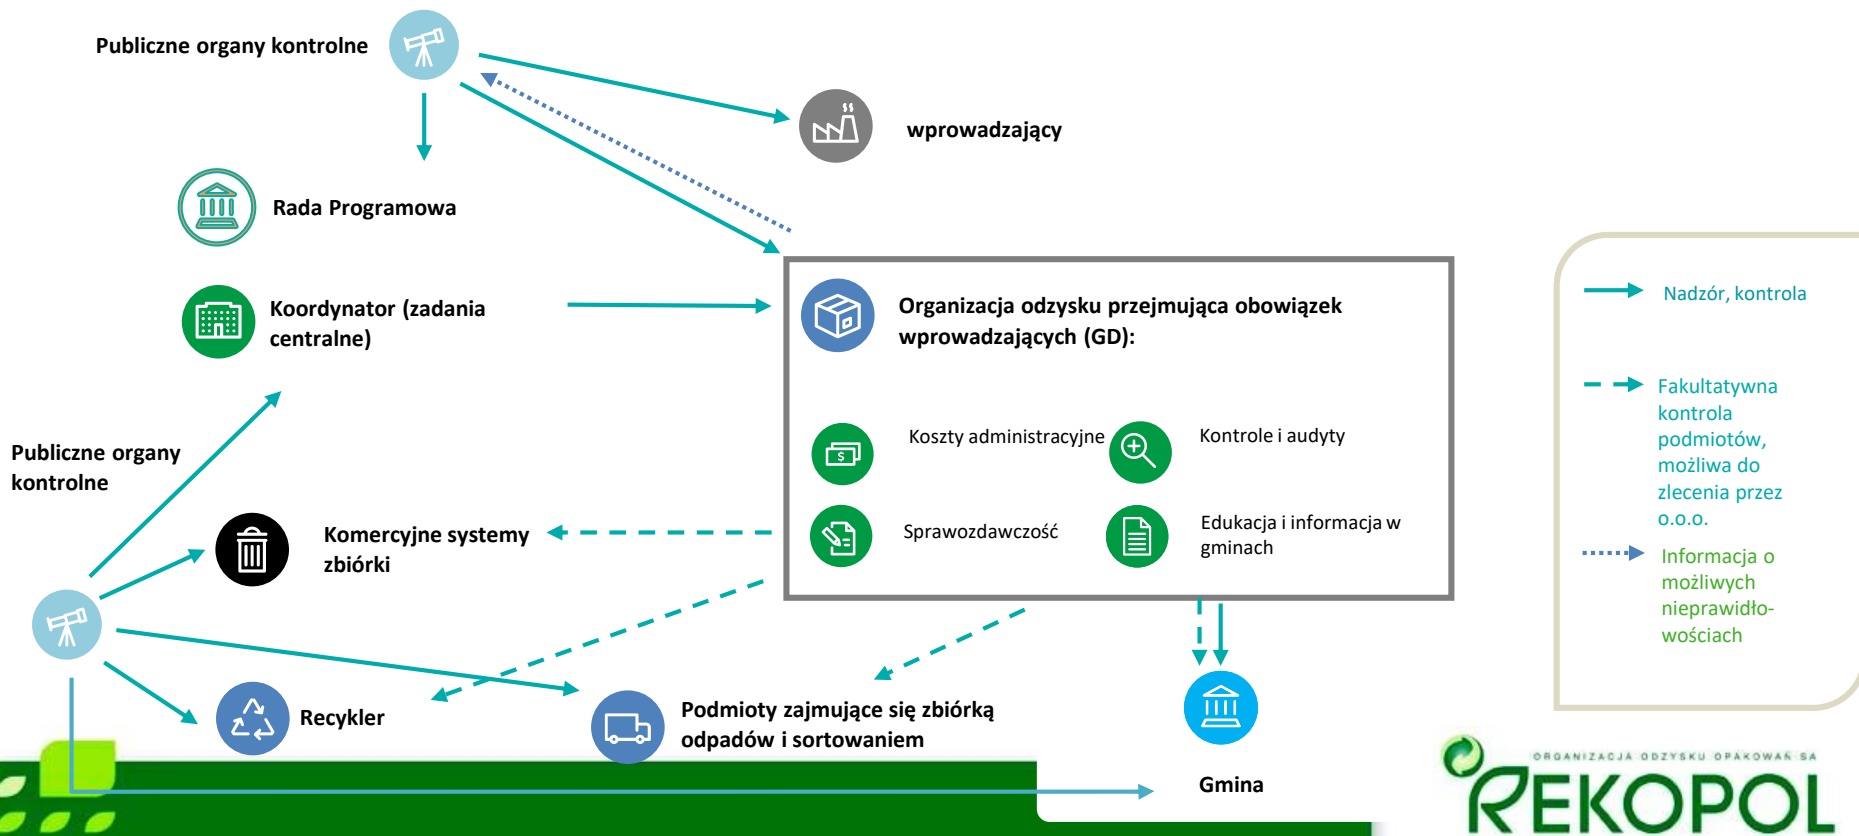 Publiczne organy kontrolne
wprowadzający
Rada Programowa
Koordynator (zadania
centralne)
Organizacja odzysku przejmująca obowiązek
wprowadzających (GD):
Koszty administracyjne
Kontrole i audyty
Sprawozdawczość
Edukacja i informacja w
gminach
Publiczne organy
kontrolne
Komercyjne systemy
zbiórki
Recykler
Podmioty zajmujące się zbiórką
odpadów i sortowaniem
Gmina
Nadzór, kontrola
Fakultatywna
kontrola
podmiotów,
możliwa do
zlecenia przez
o.o.o.
Informacja o
możliwych
nieprawidło-
wościach
ORGANIZACJA ODZYSKU OPAKOWAŃ SA
REKOPOL